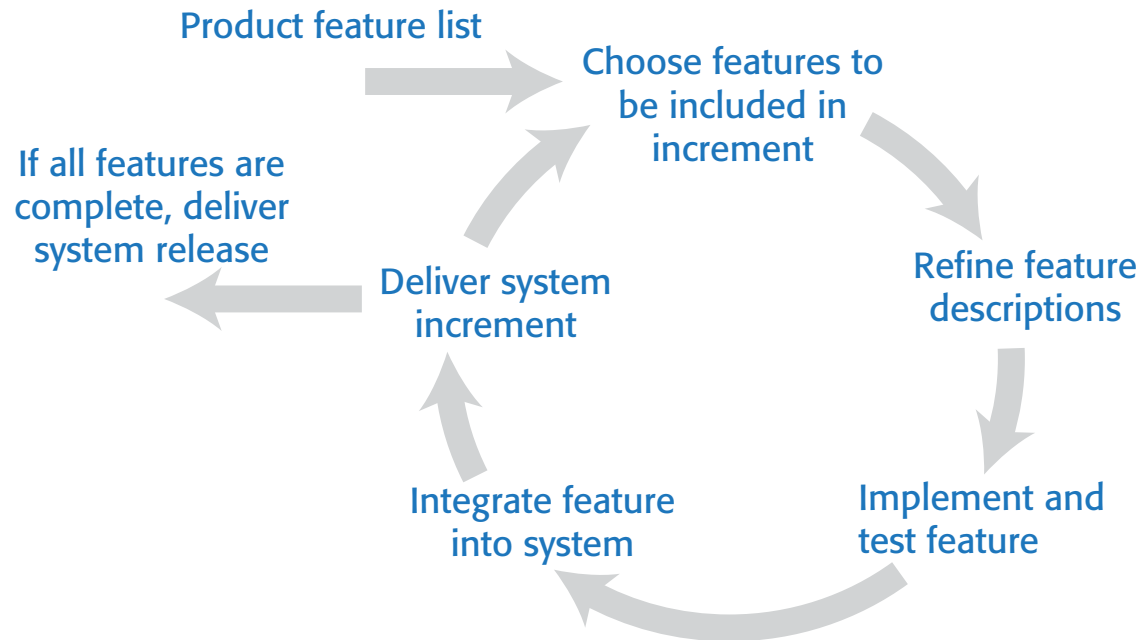 Product feature list
Choose features to
be included in
increment
If all features are
complete, deliver
system release
Refine feature
descriptions
Deliver system
increment
Implement and
test feature
Integrate feature
into system